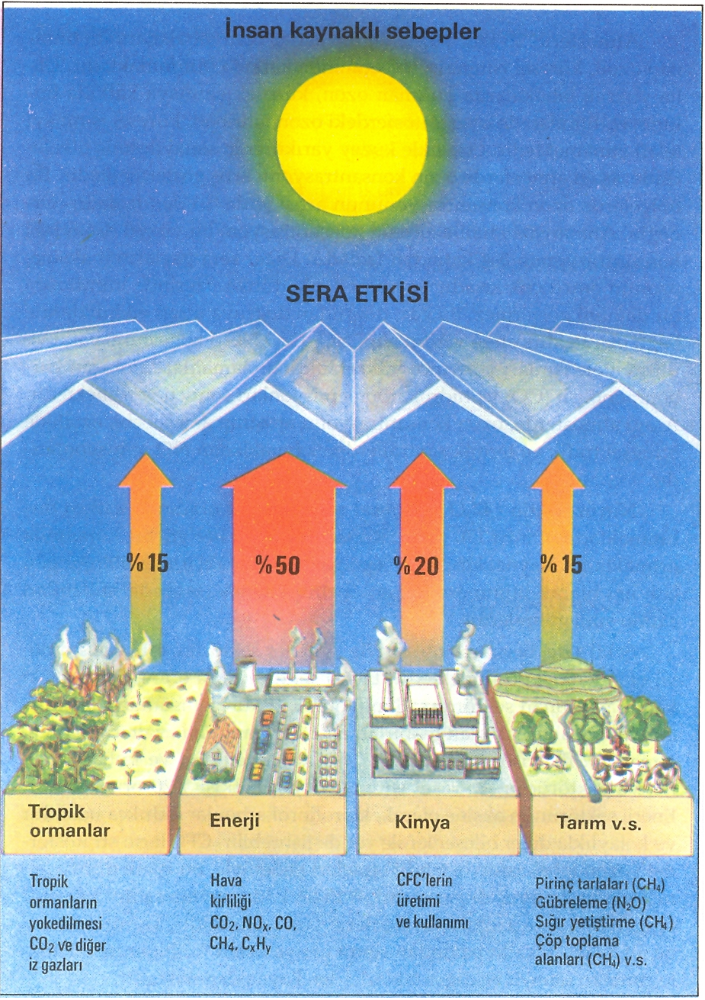 İnsan kaynaklı sebepler
SERA ETKİSİ
%15
%50
%20
%15
Tropik
ormanlar
Enerji
Kimya
Tarım v.s.
Tropik
ormanların
yokedilmesi
CO₂ ve diğer
iz gazları
Hava
kirliliği
CO₂, NOₓ, CO,
CH₄, CₓHᵧ
CFC'lerin
üretimi
ve kullanımı
Pirinç tarlaları (CH₄)
Gübreleme (N₂O)
Sığır yetiştirme (CH₄)
Çöp toplama
alanları (CH₄) v.s.